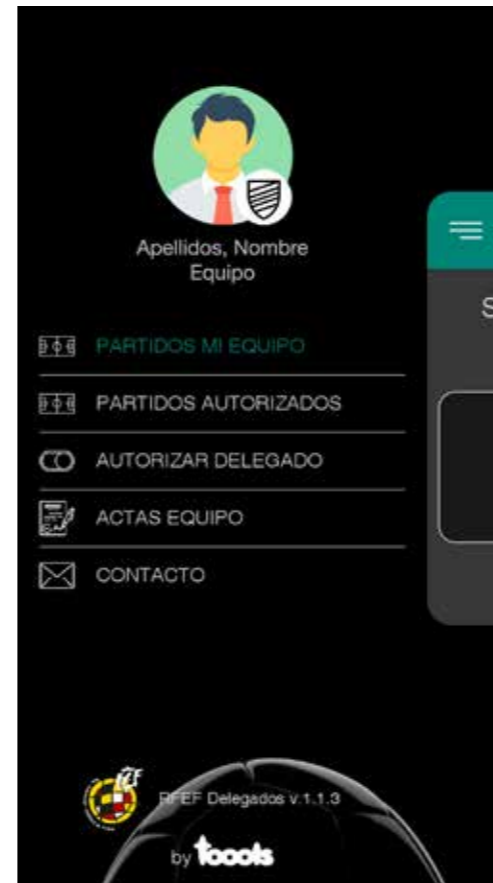 Apellidos, Nombre
Equipo
PARTIDOS MI EQUIPO
S
PARTIDOS AUTORIZADOS
AUTORIZAR DELEGADO
ACTAS EQUIPO
CONTACTO
RFEF Delegados v.1.1.3
by toools